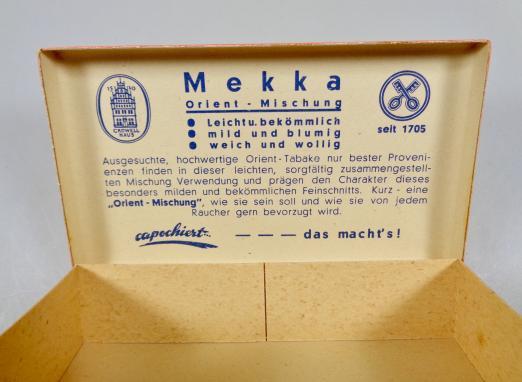 Mekka
Orient - Mischung
Leicht u. bekömmlich
mild und blumig
weich und wollig
CRÜWELL
HAUS
seit 1705
Ausgesuchte, hochwertige Orient-Tabake nur bester Proveni-
enzen finden in dieser leichten, sorgfältig zusammengestell-
ten Mischung Verwendung und prägen den Charakter dieses
besonders milden und bekömmlichen Feinschnitts. Kurz - eine
„Orient-Mischung", wie sie sein soll und wie sie von jedem
Raucher gern bevorzugt wird.
capochiert... — — — das macht's!